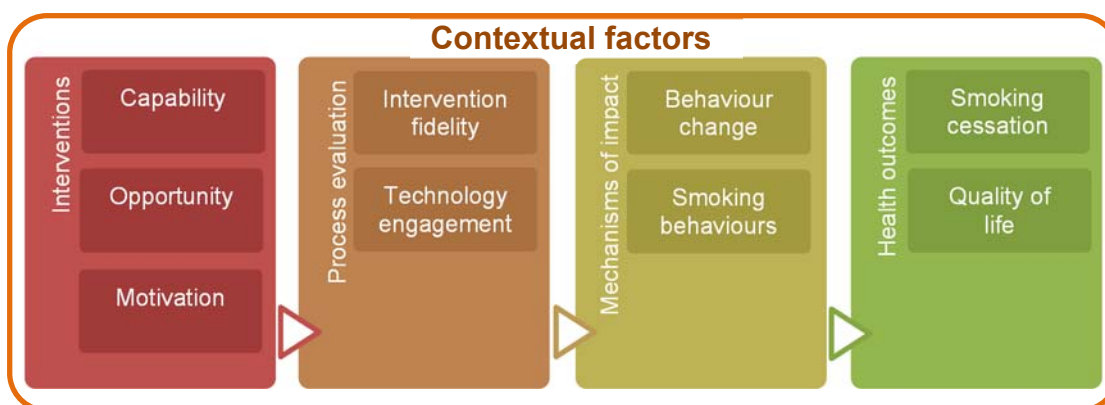 Contextual factors
Interventions
Capability
Opportunity
Motivation
Process evaluation
Intervention
fidelity
Technology
engagement
Mechanisms of impact
Behaviour
change
Smoking
behaviours
Health outcomes
Smoking
cessation
Quality of
life